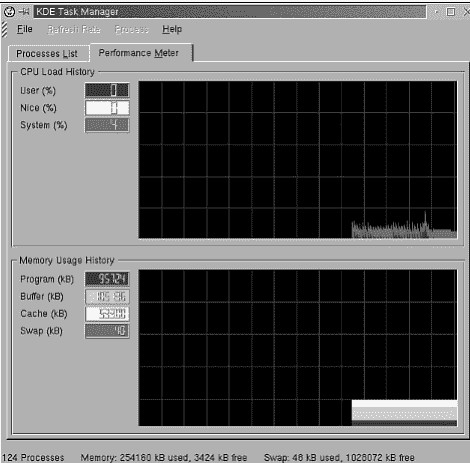 KDE Task Manager
File Refresh Rate Process Help
Processes List Performance Meter
CPU Load History
User (%) 0
Nice (%) 0
System (%) 4
Memory Usage History
Program (kB)
Buffer (kB)
Cache (kB)
Swap (kB)
124 Processes Memory: 254160 kB used, 3424 kB free Swap: 48 kB used, 1028072 kB free